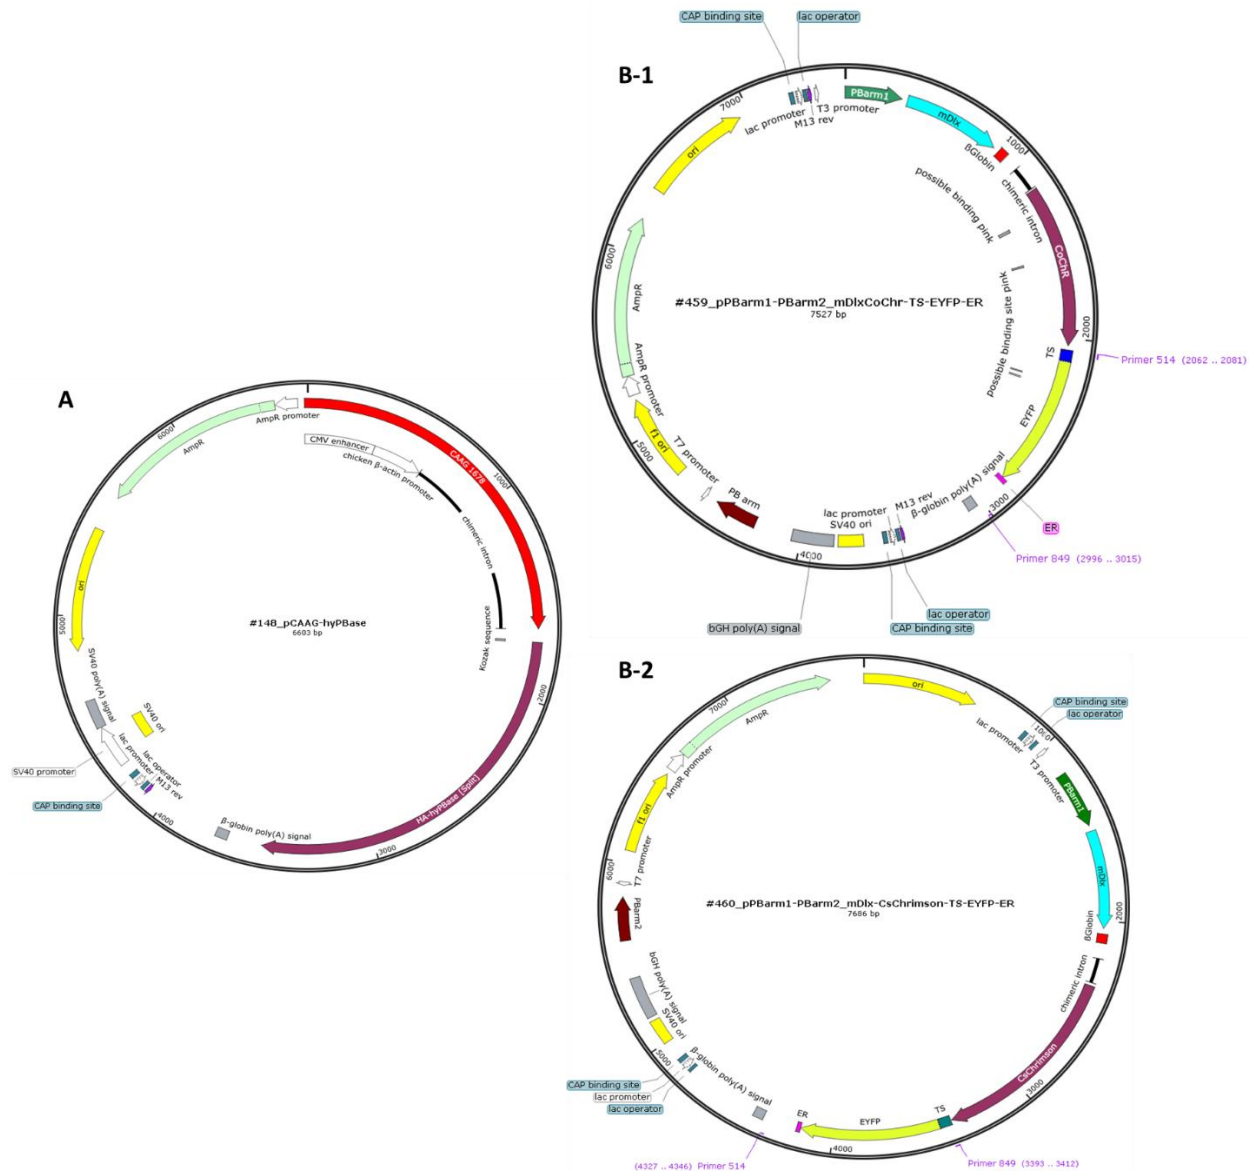 A
AmpR promoter
AmpR
6000
CMV enhancer
chicken β-actin promoter
CAAG 1678
1000
chimeric intron
Kozak sequence
2000
HA-hyPBase [Split]
3000
β-globin poly(A) signal
4000
M13 rev
lac operator
lac promoter
CAP binding site
SV40 promoter
SV40 ori
SV40 poly(A) signal
5000
ori
#148_pCAAG-hyPBase
6603 bp
B-1
CAP binding site
lac operator
7000
lac promoter
M13 rev
T3 promoter
PBarm1
mDlx
βGlobin
1000
chimeric intron
possible binding pink
CoChR
possible binding site pink
2000
TS
Primer 514 (2062 .. 2081)
EYFP
3000
ER
Primer 849 (2996 .. 3015)
β-globin poly(A) signal
M13 rev
lac promoter
lac operator
CAP binding site
SV40 ori
4000
bGH poly(A) signal
PB arm
T7 promoter
5000
f1 ori
AmpR promoter
AmpR
6000
ori
#459_pPBarm1-PBarm2_mDlxCoChr-TS-EYFP-ER
7527 bp
B-2
ori
CAP binding site
lac operator
1000
lac promoter
T3 promoter
PBarm1
mDlx
2000
βGlobin
chimeric intron
CsChrimson
3000
TS
Primer 849 (3393 .. 3412)
EYFP
4000
ER
(4327 .. 4346) Primer 514
β-globin poly(A) signal
CAP binding site
lac promoter
lac operator
5000
SV40 ori
bGH poly(A) signal
PBarm2
T7 promoter
6000
f1 ori
AmpR promoter
AmpR
7000
#460_pPBarm1-PBarm2_mDlx-CsChrimson-TS-EYFP-ER
7686 bp